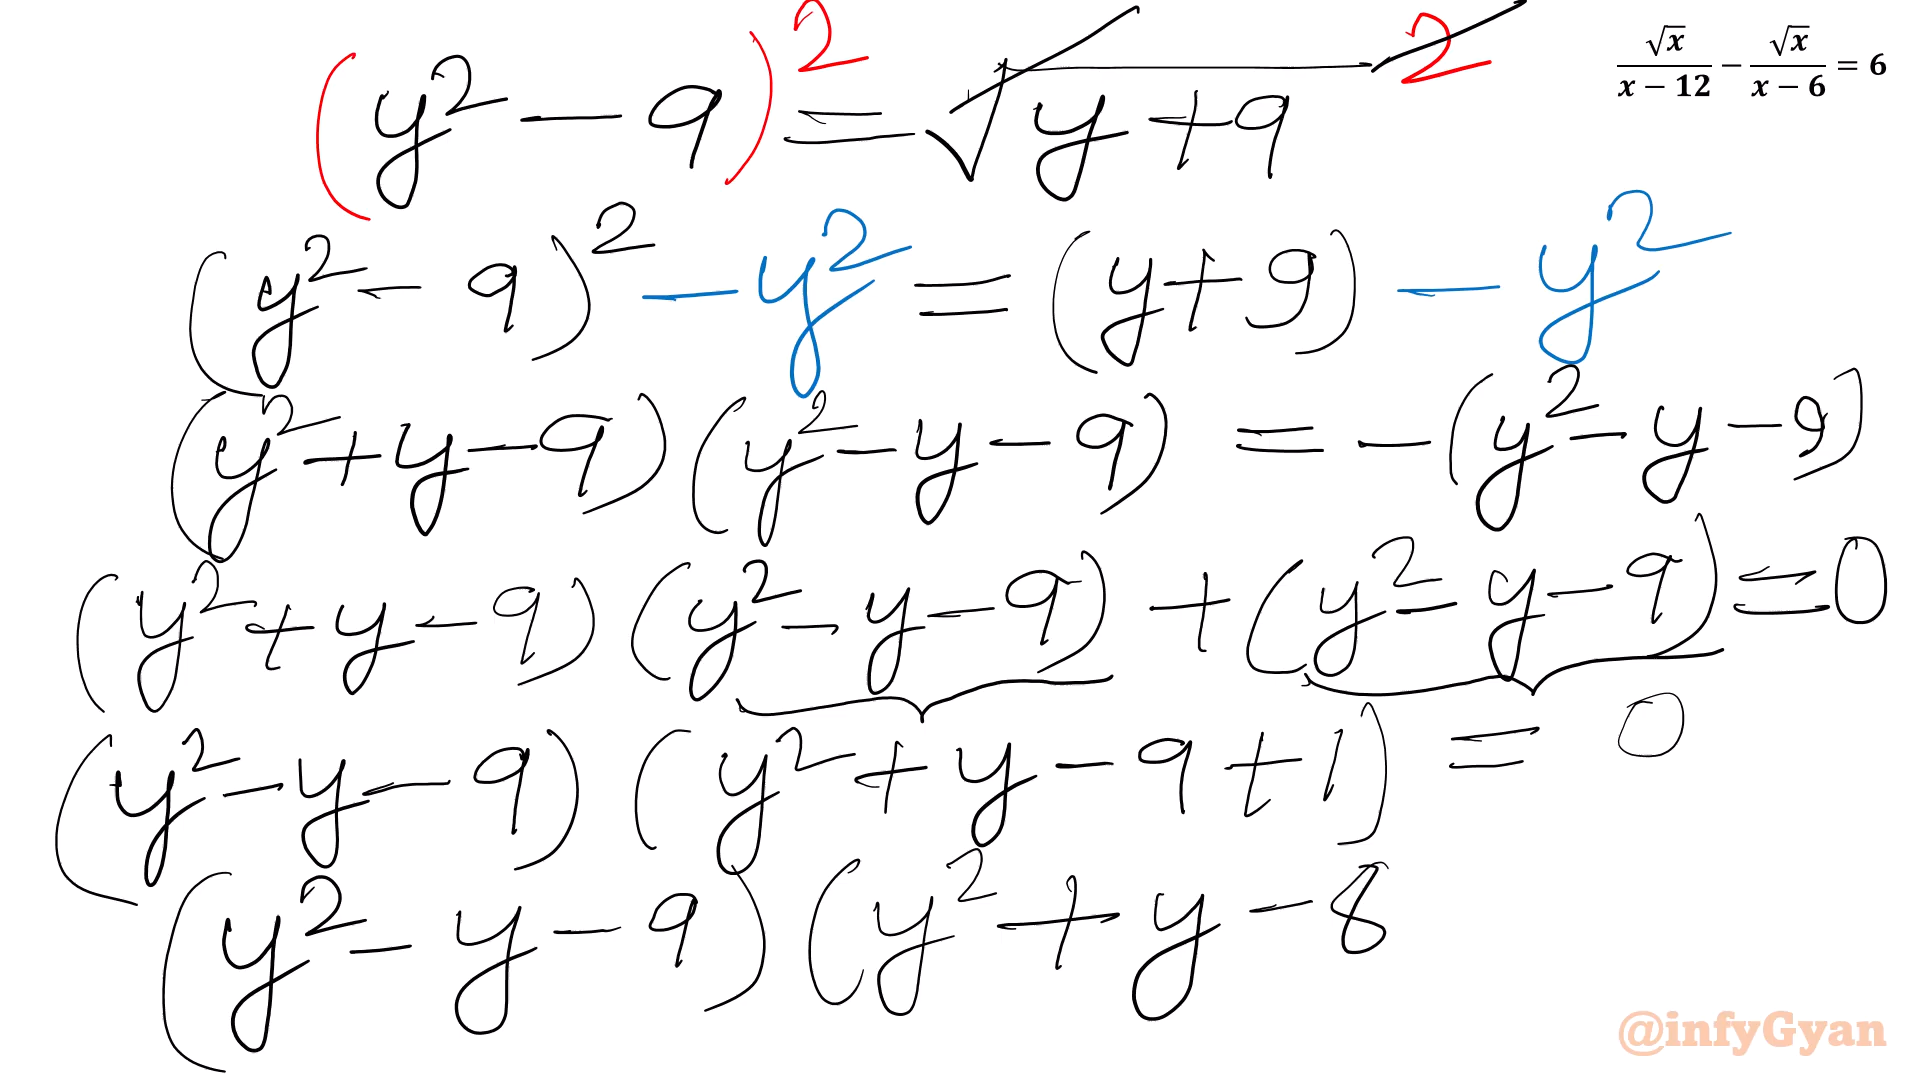 (y² − 9)² = √(y + 9)²
√x/(x − 12) − √x/(x − 6) = 6
(y² − 9)² − y² = (y + 9) − y²
(y² + y − 9)(y² − y − 9) = −(y² − y − 9)
(y² + y − 9)(y² − y − 9) + (y² − y − 9) = 0
(y² − y − 9)(y² + y − 9 + 1) = 0
(y² − y − 9)(y² + y − 8
@infyGyan